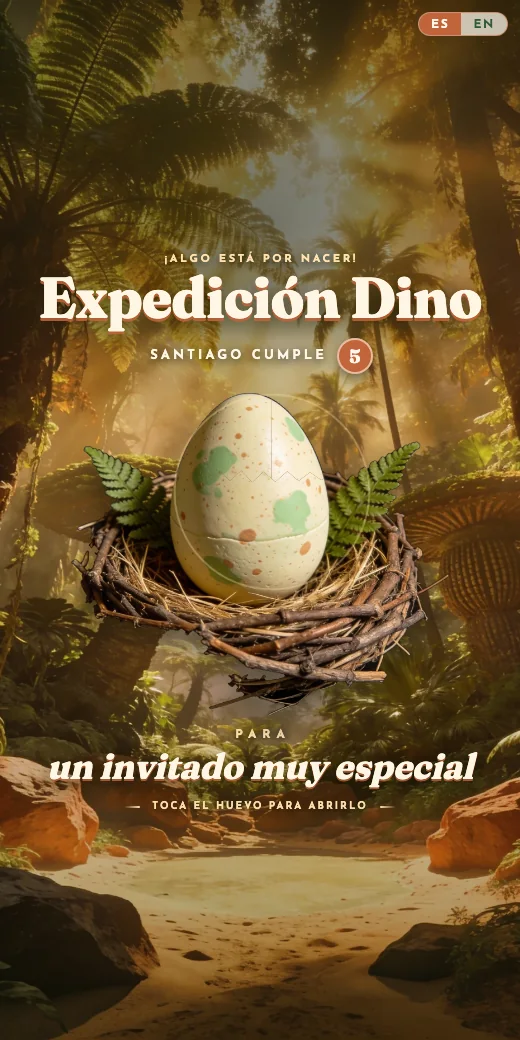 ES EN
¡ALGO ESTÁ POR NACER!
Expedición Dino
SANTIAGO CUMPLE 5
PARA
un invitado muy especial
TOCA EL HUEVO PARA ABRIRLO